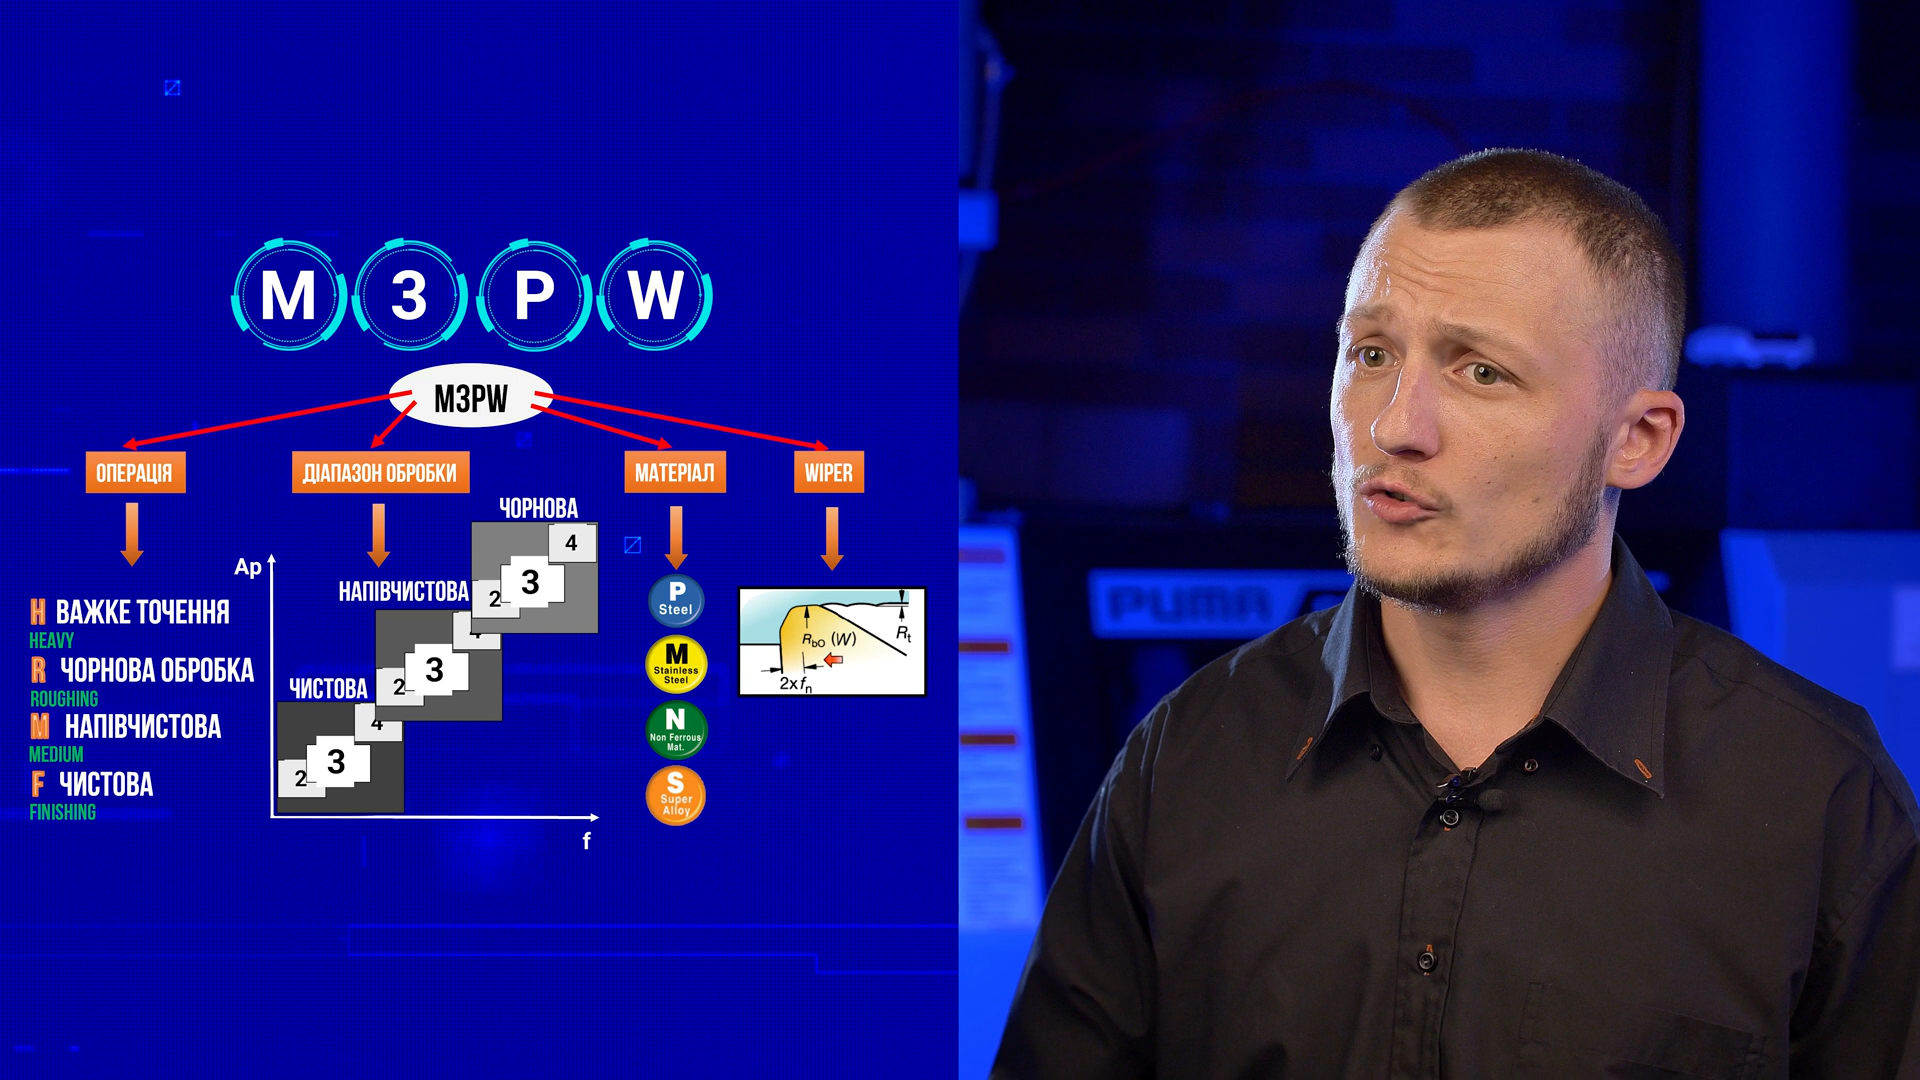 M 3 P W
M3PW
ОПЕРАЦІЯ
ДІАПАЗОН ОБРОБКИ
МАТЕРІАЛ
WIPER
H ВАЖКЕ ТОЧЕННЯ
HEAVY
R ЧОРНОВА ОБРОБКА
ROUGHING
M НАПІВЧИСТОВА
MEDIUM
F ЧИСТОВА
FINISHING
Ap
ЧОРНОВА
2 3 4
НАПІВЧИСТОВА
2 3 4
ЧИСТОВА
2 3 4
f
P
Steel
M
Stainless
Steel
N
Non Ferrous
Mat.
S
Super
Alloy
Rbo (W)
Rt
2xfn
PUMA